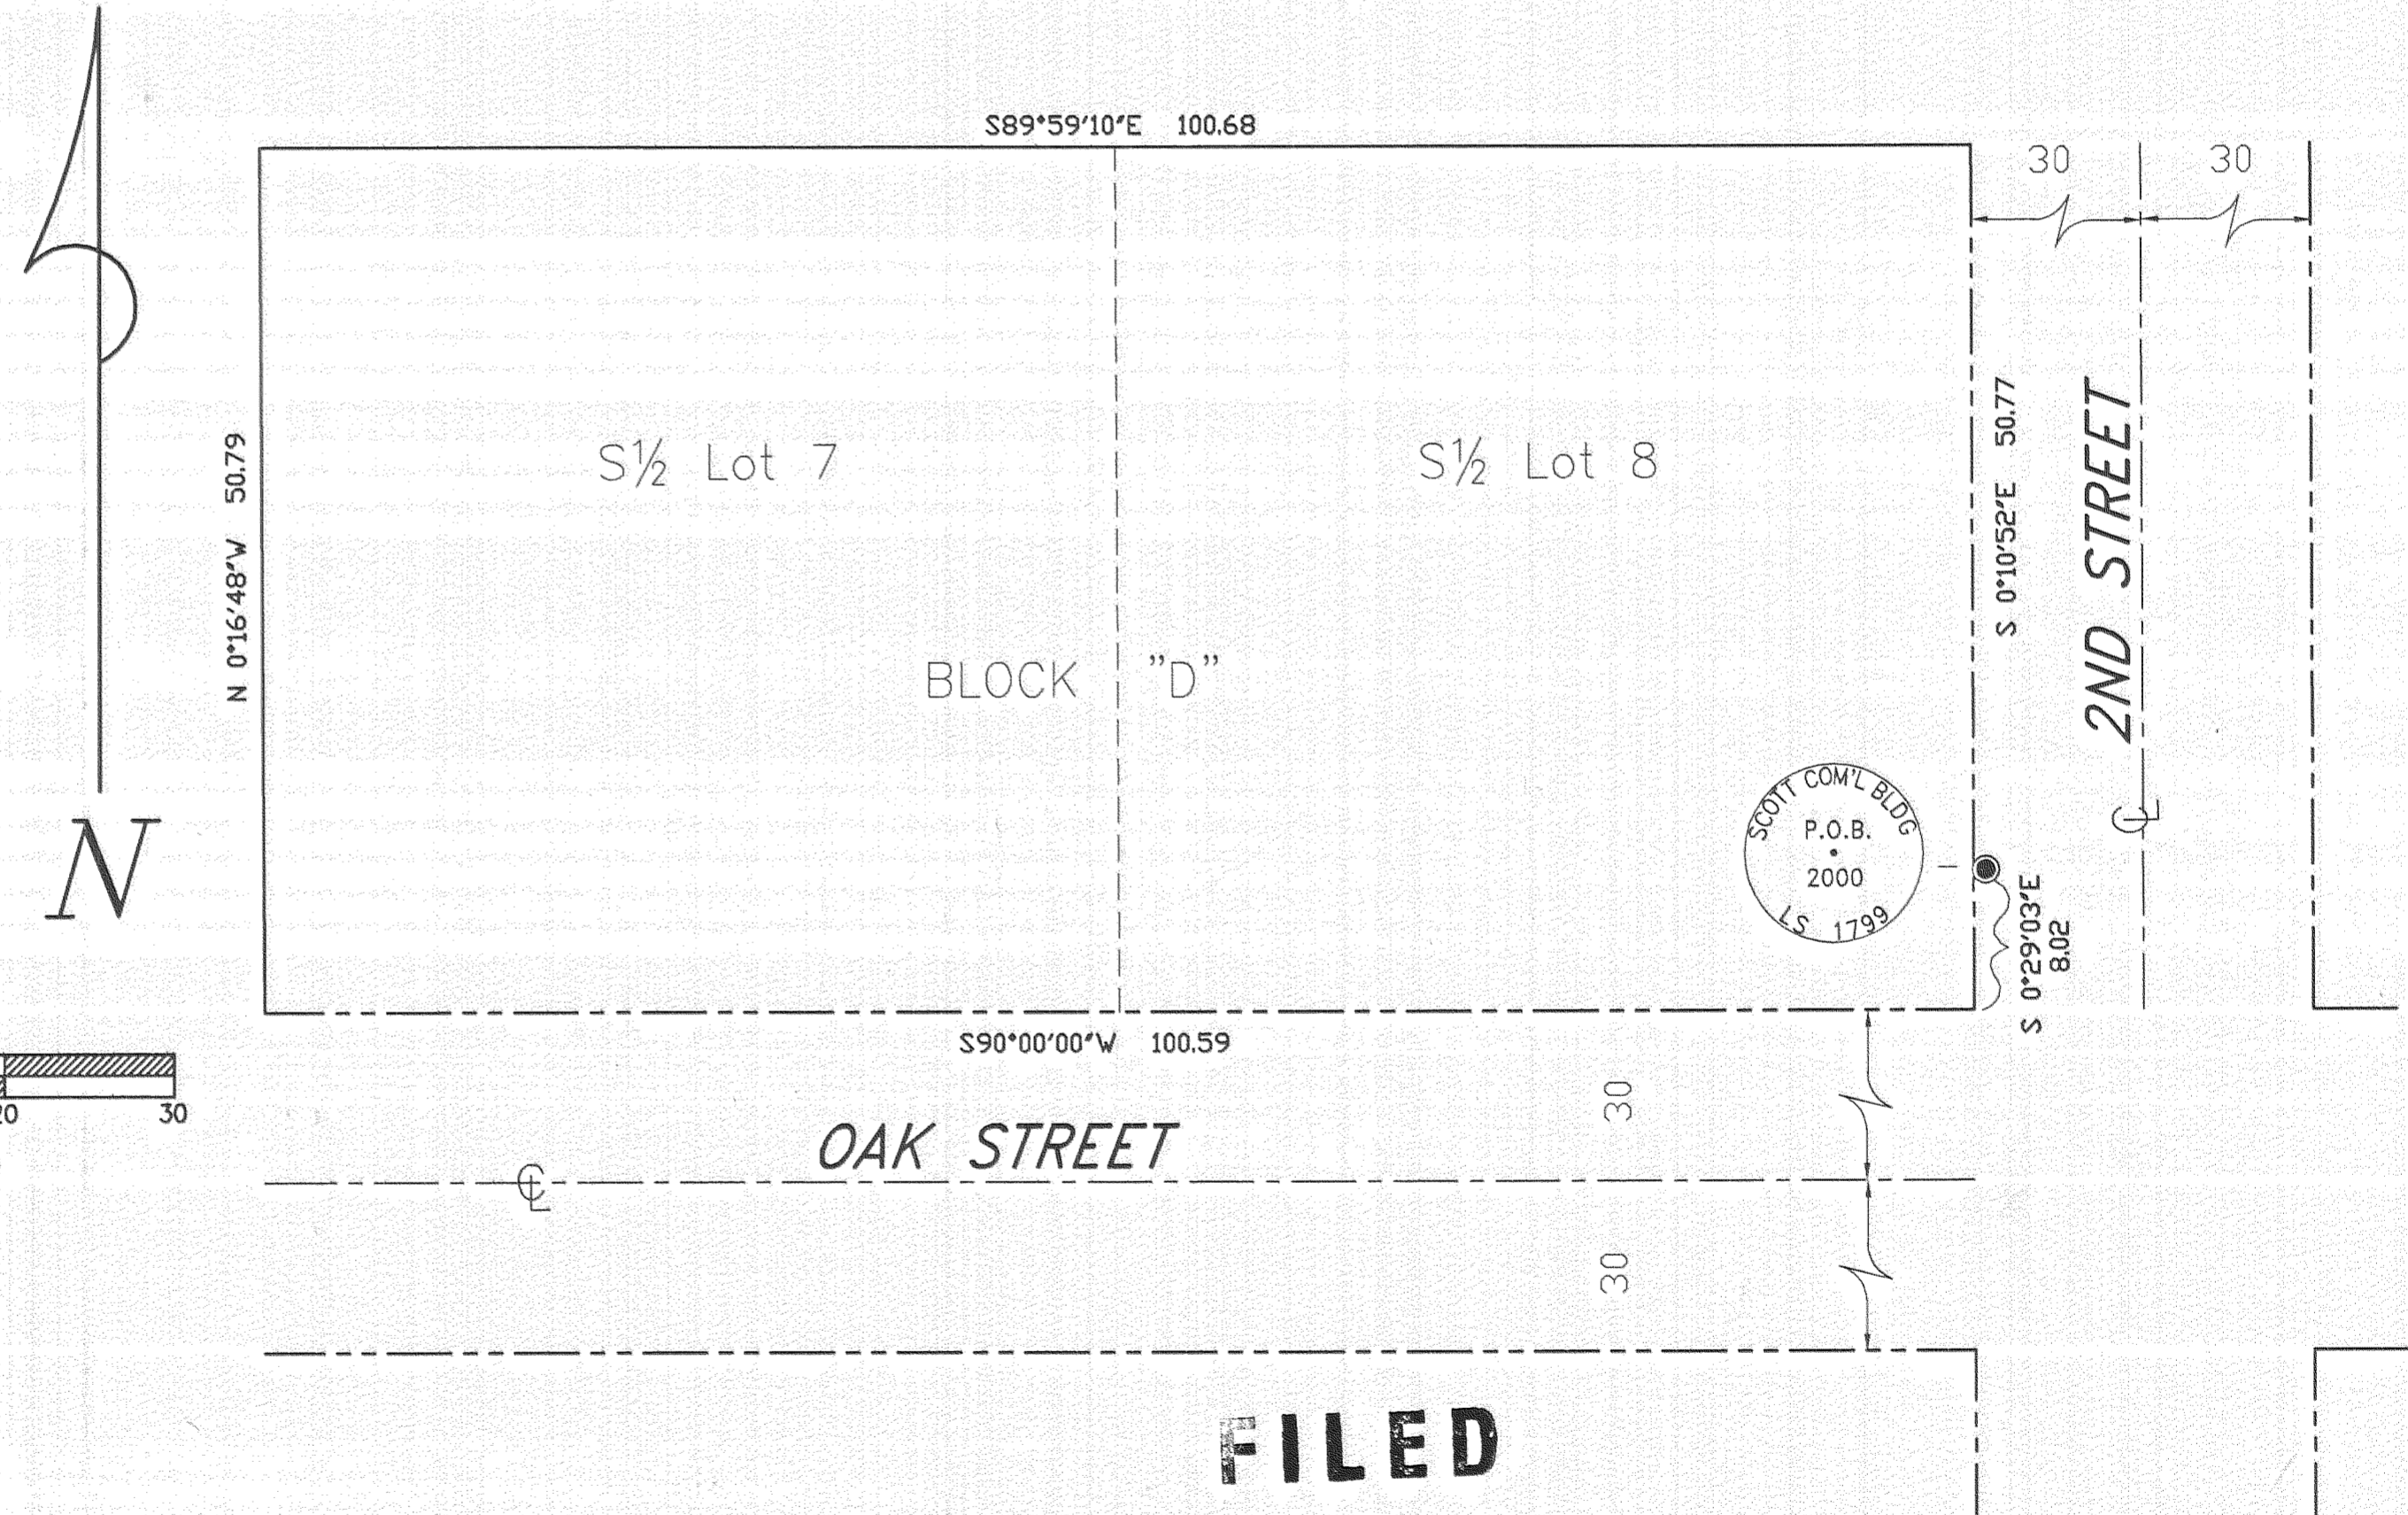 S89°59'10"E 100.68
30 30
N 0°16'48"W 50.79
S½ Lot 7
S½ Lot 8
S 0°10'52"E 50.77
2ND STREET
BLOCK "D"
SCOTT COM'L BLDG
P.O.B.
2000
LS 1799
℄
S 0°29'03"E
8.02
N
S90°00'00"W 100.59
20 30
30
OAK STREET
℄
30
FILED